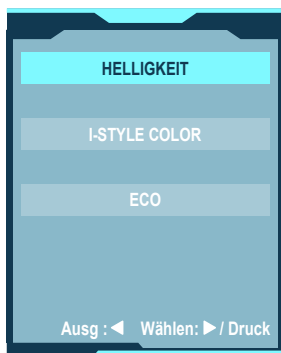 HELLIGKEIT
I-STYLE COLOR
ECO
Ausg : ◀ Wählen: ▶ / Druck